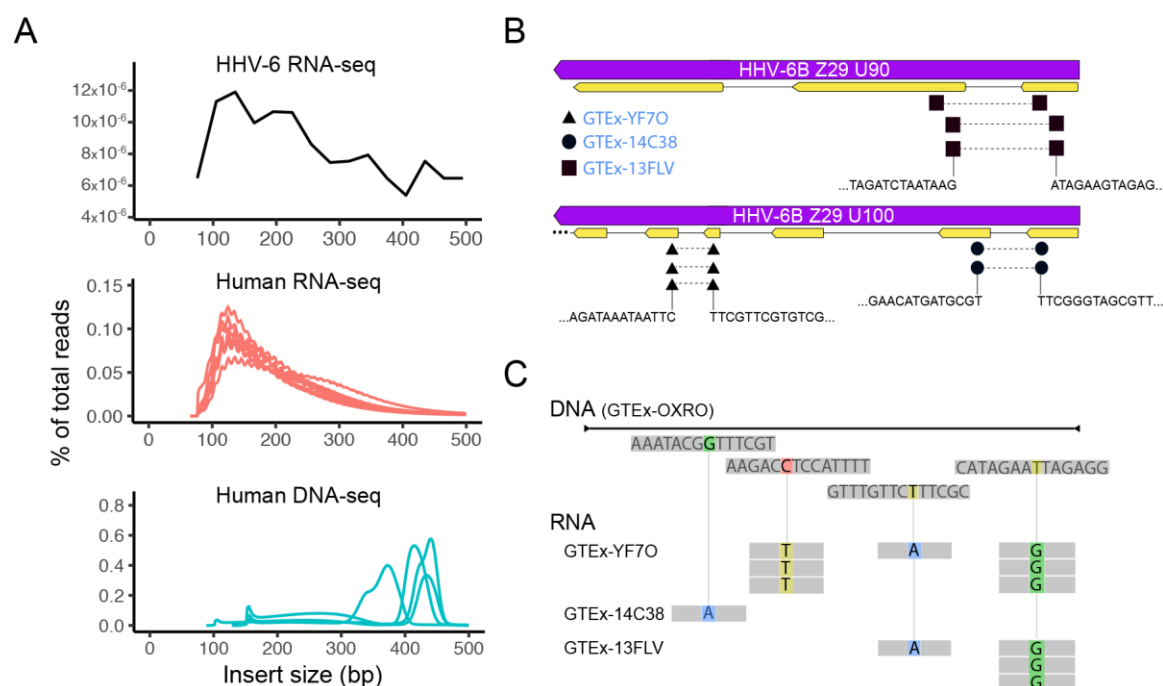 A
HHV-6 RNA-seq
12x10⁻⁶
10x10⁻⁶
8x10⁻⁶
6x10⁻⁶
4x10⁻⁶
0 100 200 300 400 500
Human RNA-seq
0.15
0.10
0.05
0.00
0 100 200 300 400 500
Human DNA-seq
0.8
0.6
0.4
0.2
0.0
0 100 200 300 400 500
Insert size (bp)
% of total reads
B
HHV-6B Z29 U90
GTEx-YF7O
GTEx-14C38
GTEx-13FLV
...TAGATCTAATAAG ATAGAAGTAGAG..
HHV-6B Z29 U100
...AGATAAATAATTC TTCGTTCGTGTCG...
...GAACATGATGCGT TTCGGGTAGCGTT...
C
DNA (GTEx-OXRO)
AAATACGGTTTCGT
AAGACCTCCATTTT
CATAGAATTAGAGG
GTTTGTTCTTTCGC
RNA
GTEx-YF7O T A G
T G
T G
GTEx-14C38 A
GTEx-13FLV A G
G
G